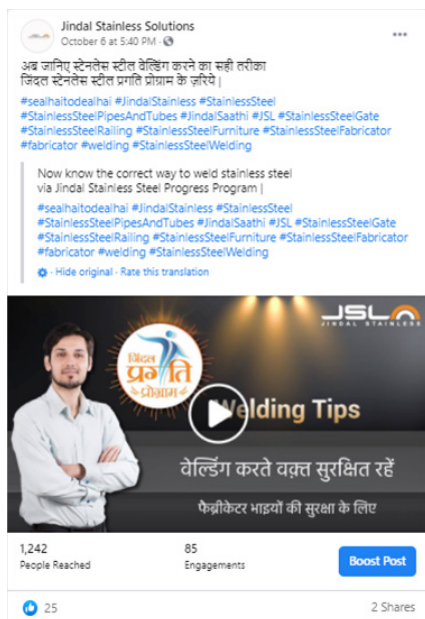 Jindal Stainless Solutions
October 6 at 5:40 PM ·
अब जानिए स्टेनलेस स्टील वेल्डिंग करने का सही तरीका
जिंदल स्टेनलेस स्टील प्रगति प्रोग्राम के ज़रिये |
#sealhaitodealhai #JindalStainless #StainlessSteel
#StainlessSteelPipesAndTubes #JindalSaathi #JSL #StainlessSteelGate
#StainlessSteelRailing #StainlessSteelFurniture #StainlessSteelFabricator
#fabricator #welding #StainlessSteelWelding
Now know the correct way to weld stainless steel
via Jindal Stainless Steel Progress Program |
#sealhaitodealhai #JindalStainless #StainlessSteel
#StainlessSteelPipesAndTubes #JindalSaathi #JSL #StainlessSteelGate
#StainlessSteelRailing #StainlessSteelFurniture #StainlessSteelFabricator
#fabricator #welding #StainlessSteelWelding
· Hide original · Rate this translation
JSL
JINDAL STAINLESS
जिंदल
प्रगति
प्रोग्राम
Welding Tips
वेल्डिंग करते वक़्त सुरक्षित रहें
फैब्रीकेटर भाइयों की सुरक्षा के लिए
1,242
People Reached
85
Engagements
Boost Post
25
2 Shares